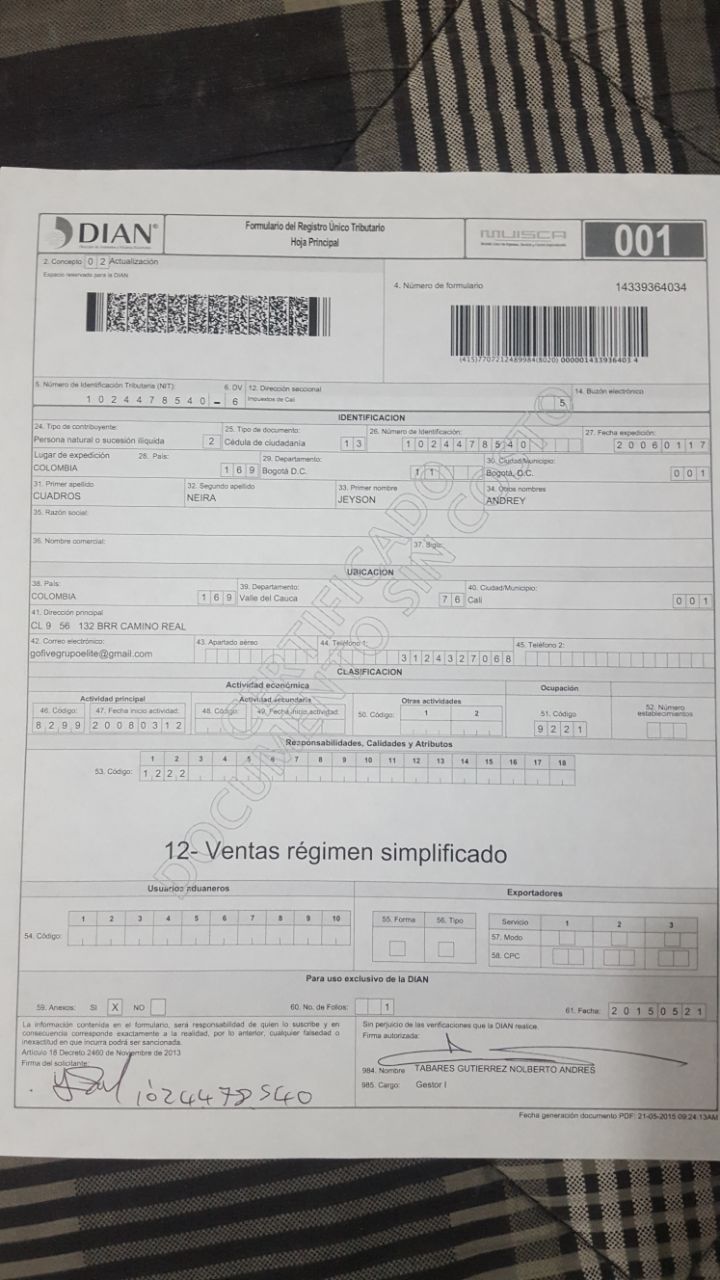 DIAN
Formulario del Registro Único Tributario
Hoja Principal
MUISCA
001
2. Concepto 0 2 Actualización
Espacio reservado para la DIAN
4. Número de formulario 14339364034
(415)7707212489984(8020) 000001433936403 4
5. Número de Identificación Tributaria (NIT): 6. DV 12. Dirección seccional 14. Buzón electrónico
1 0 2 4 4 7 8 5 4 0 - 6 Impuestos de Cali 5
IDENTIFICACION
24. Tipo de contribuyente: 25. Tipo de documento: 26. Número de Identificación: 27. Fecha expedición:
Persona natural o sucesión ilíquida 2 Cédula de ciudadanía 1 3 1 0 2 4 4 7 8 5 4 0 2 0 0 6 0 1 1 7
Lugar de expedición 28. País: 29. Departamento: 30. Ciudad/Municipio:
COLOMBIA 1 6 9 Bogotá D.C. 1 1 Bogotá, D.C. 0 0 1
31. Primer apellido 32. Segundo apellido 33. Primer nombre 34. Otros nombres
CUADROS NEIRA JEYSON ANDREY
35. Razón social:
36. Nombre comercial: 37. Sigla:
UBICACION
38. País: 39. Departamento: 40. Ciudad/Municipio:
COLOMBIA 1 6 9 Valle del Cauca 7 6 Cali 0 0 1
41. Dirección principal
CL 9 56 132 BRR CAMINO REAL
42. Correo electrónico: 43. Apartado aéreo 44. Teléfono 1: 45. Teléfono 2:
gofivegrupoelite@gmail.com 3 1 2 4 3 2 7 0 6 8
CLASIFICACION
Actividad económica Ocupación
Actividad principal Actividad secundaria Otras actividades
46. Código: 47. Fecha inicio actividad: 48. Código: 49. Fecha inicio actividad: 50. Código: 1 2 51. Código 52. Número establecimientos
8 2 9 9 2 0 0 8 0 3 1 2 9 2 2 1
Responsabilidades, Calidades y Atributos
1 2 3 4 5 6 7 8 9 10 11 12 13 14 15 16 17 18
53. Código: 1 2 2 2
12- Ventas régimen simplificado
CERTIFICADO
DOCUMENTO SIN COSTO
Usuarios aduaneros Exportadores
1 2 3 4 5 6 7 8 9 10
54. Código:
55. Forma 56. Tipo Servicio 1 2 3
57. Modo
58. CPC
Para uso exclusivo de la DIAN
59. Anexos: SI X NO 60. No. de Folios: 1 61. Fecha: 2 0 1 5 0 5 2 1
La información contenida en el formulario, será responsabilidad de quien lo suscribe y en
consecuencia corresponde exactamente a la realidad, por lo anterior, cualquier falsedad o
inexactitud en que incurra podrá ser sancionada.
Artículo 18 Decreto 2460 de Noviembre de 2013
Firma del solicitante:
1024478540
Sin perjuicio de las verificaciones que la DIAN realice.
Firma autorizada:
984. Nombre TABARES GUTIERREZ NOLBERTO ANDRES
985. Cargo: Gestor I
Fecha generación documento PDF: 21-05-2015 09:24:13AM